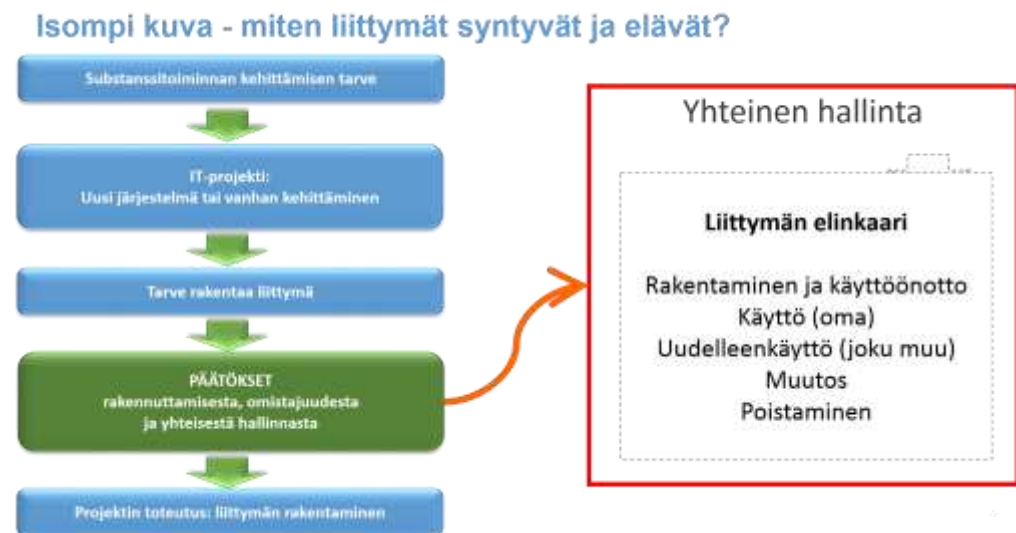 Isompi kuva - miten liittymät syntyvät ja elävät?
Substanssitoiminnan kehittämisen tarve
IT-projekti:
Uusi järjestelmä tai vanhan kehittäminen
Tarve rakentaa liittymä
PÄÄTÖKSET
rakennuttamisesta, omistajuudesta
ja yhteisestä hallinnasta
Projektin toteutus: liittymän rakentaminen
Yhteinen hallinta
Liittymän elinkaari
Rakentaminen ja käyttöönotto
Käyttö (oma)
Uudelleenkäyttö (joku muu)
Muutos
Poistaminen